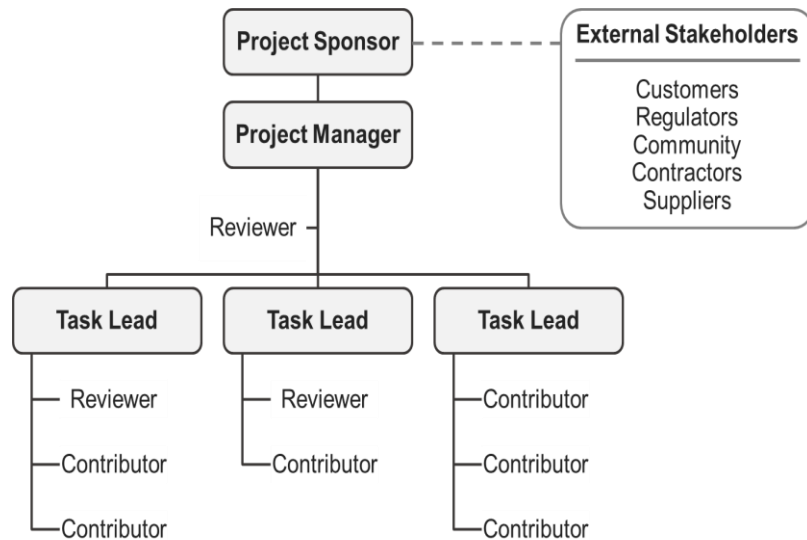 Project Sponsor
External Stakeholders
Customers
Regulators
Community
Contractors
Suppliers
Project Manager
Reviewer
Task Lead
Task Lead
Task Lead
Reviewer
Reviewer
Contributor
Contributor
Contributor
Contributor
Contributor
Contributor